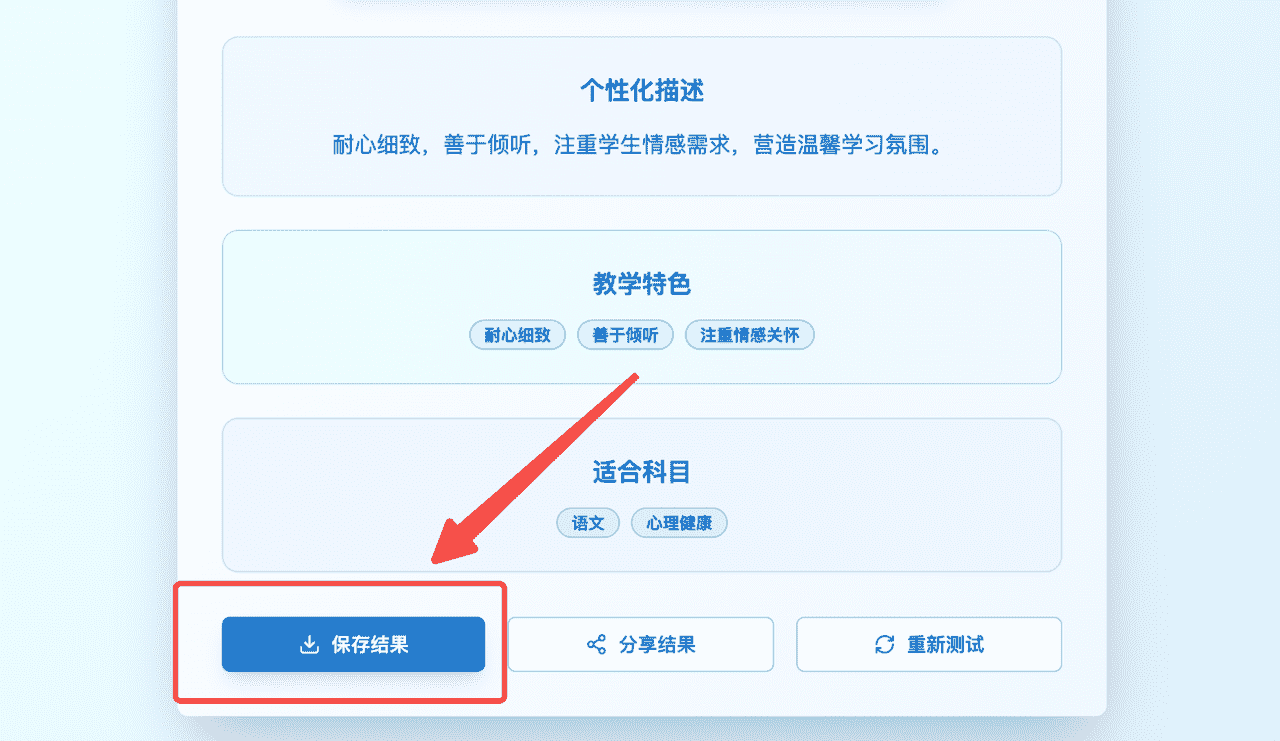 个性化描述
耐心细致，善于倾听，注重学生情感需求，营造温馨学习氛围。
教学特色
耐心细致 善于倾听 注重情感关怀
适合科目
语文 心理健康
保存结果 分享结果 重新测试